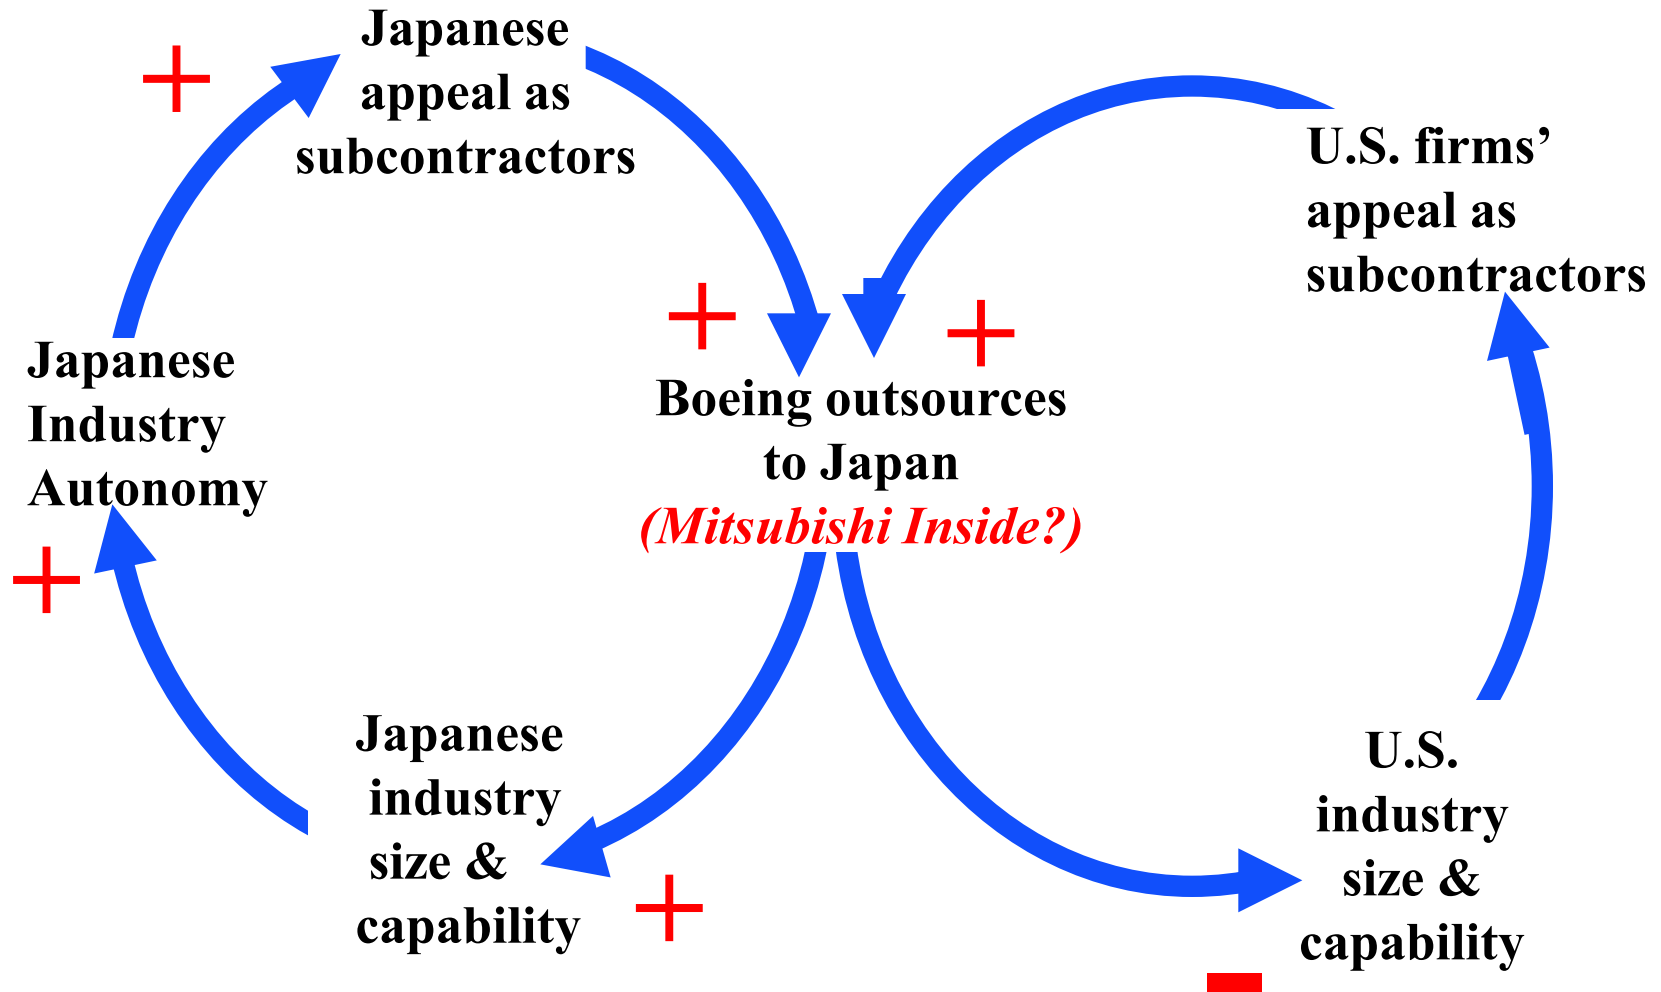 Japanese
appeal as
subcontractors
U.S. firms’
appeal as
subcontractors
Japanese
Industry
Autonomy
Boeing outsources
to Japan
(Mitsubishi Inside?)
Japanese
industry
size &
capability
U.S.
industry
size &
capability
+
+
+
+
+
-